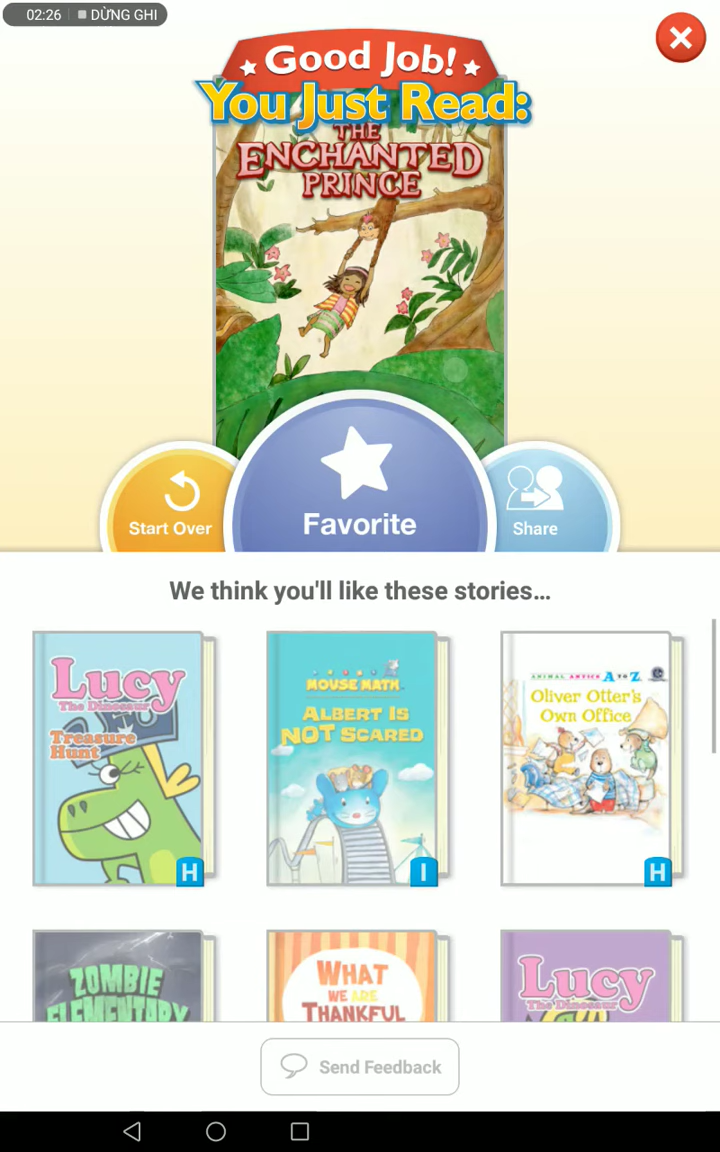 02:26 DỪNG GHI
Good Job!
You Just Read:
THE
ENCHANTED
PRINCE
Start Over
Favorite
Share
We think you'll like these stories...
Lucy
The Dinosaur
Treasure
Hunt
H
MOUSE MATH
ALBERT IS
NOT SCARED
I
ANIMAL ANTICS A TO Z
Oliver Otter's
Own Office
H
ZOMBIE
ELEMENTARY
WHAT
WE ARE
THANKFUL
Lucy
The Dinosaur
Send Feedback